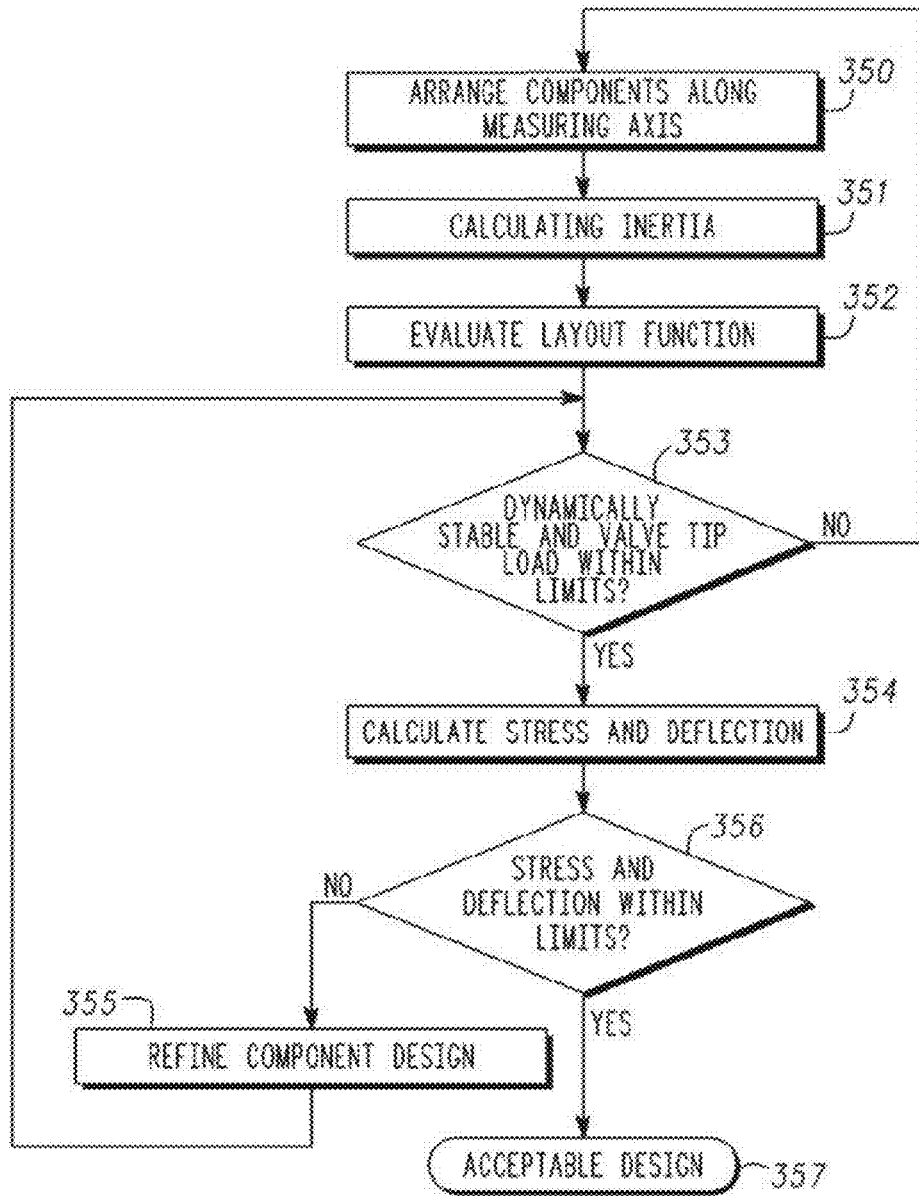 ARRANGE COMPONENTS ALONG
MEASURING AXIS
350
CALCULATING INERTIA
351
EVALUATE LAYOUT FUNCTION
352
353
DYNAMICALLY
STABLE AND VALVE TIP
LOAD WITHIN
LIMITS?
NO
YES
354
CALCULATE STRESS AND DEFLECTION
356
STRESS AND
DEFLECTION WITHIN
LIMITS?
NO
YES
355
REFINE COMPONENT DESIGN
ACCEPTABLE DESIGN
357